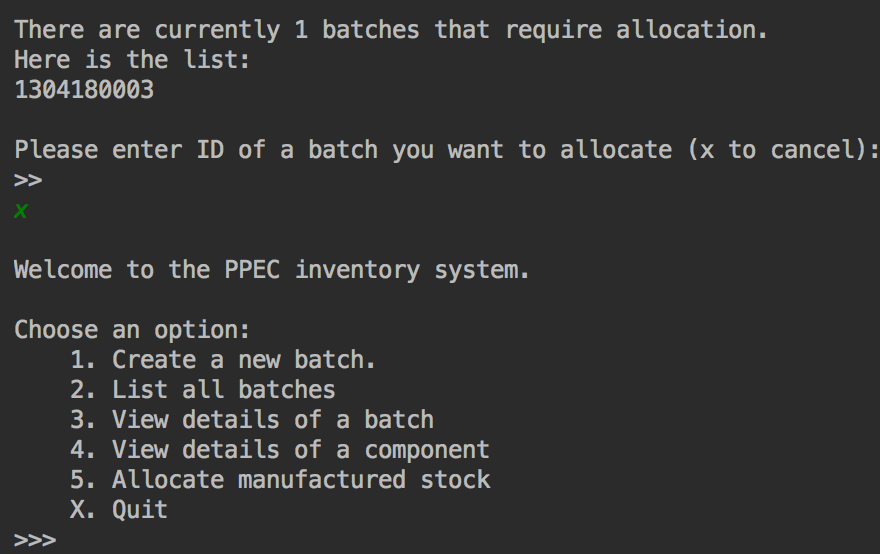 There are currently 1 batches that require allocation.
Here is the list:
1304180003
Please enter ID of a batch you want to allocate (x to cancel):
>>
x
Welcome to the PPEC inventory system.
Choose an option:
1. Create a new batch.
2. List all batches
3. View details of a batch
4. View details of a component
5. Allocate manufactured stock
X. Quit
>>>